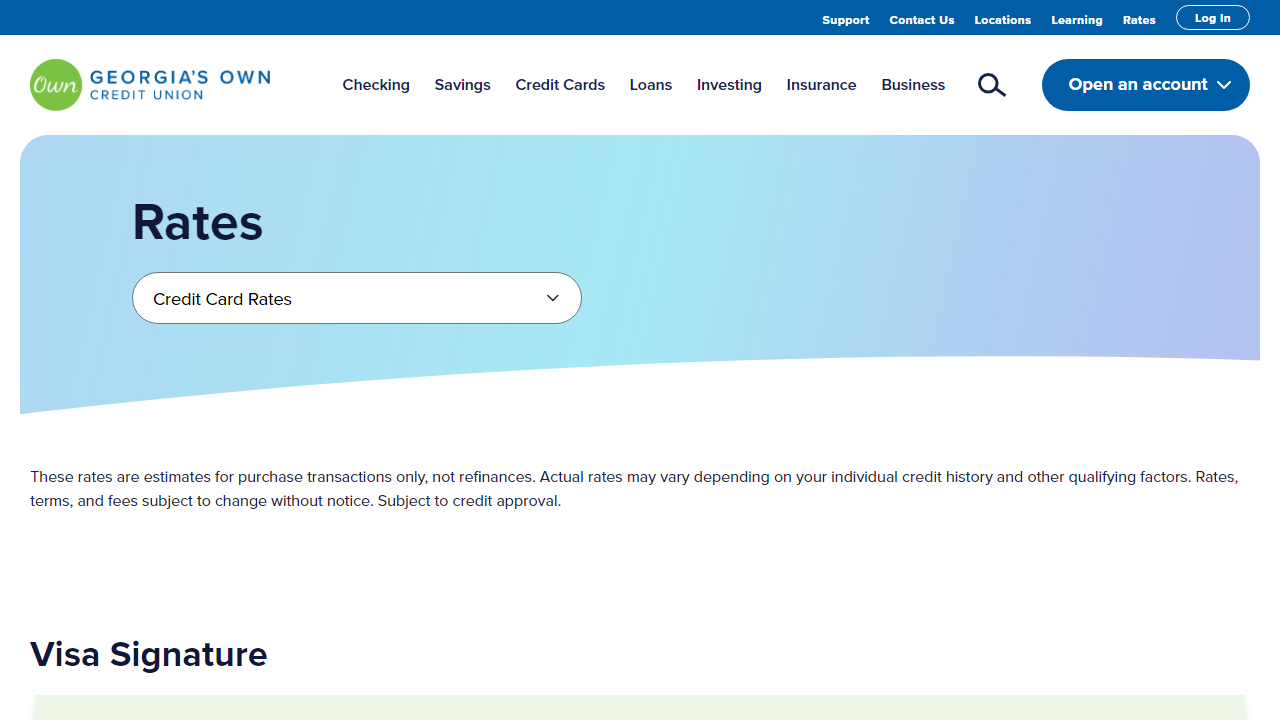 Support Contact Us Locations Learning Rates Log In
Own GEORGIA'S OWN
CREDIT UNION
Checking Savings Credit Cards Loans Investing Insurance Business Open an account
Rates
Credit Card Rates
These rates are estimates for purchase transactions only, not refinances. Actual rates may vary depending on your individual credit history and other qualifying factors. Rates,
terms, and fees subject to change without notice. Subject to credit approval.
Visa Signature